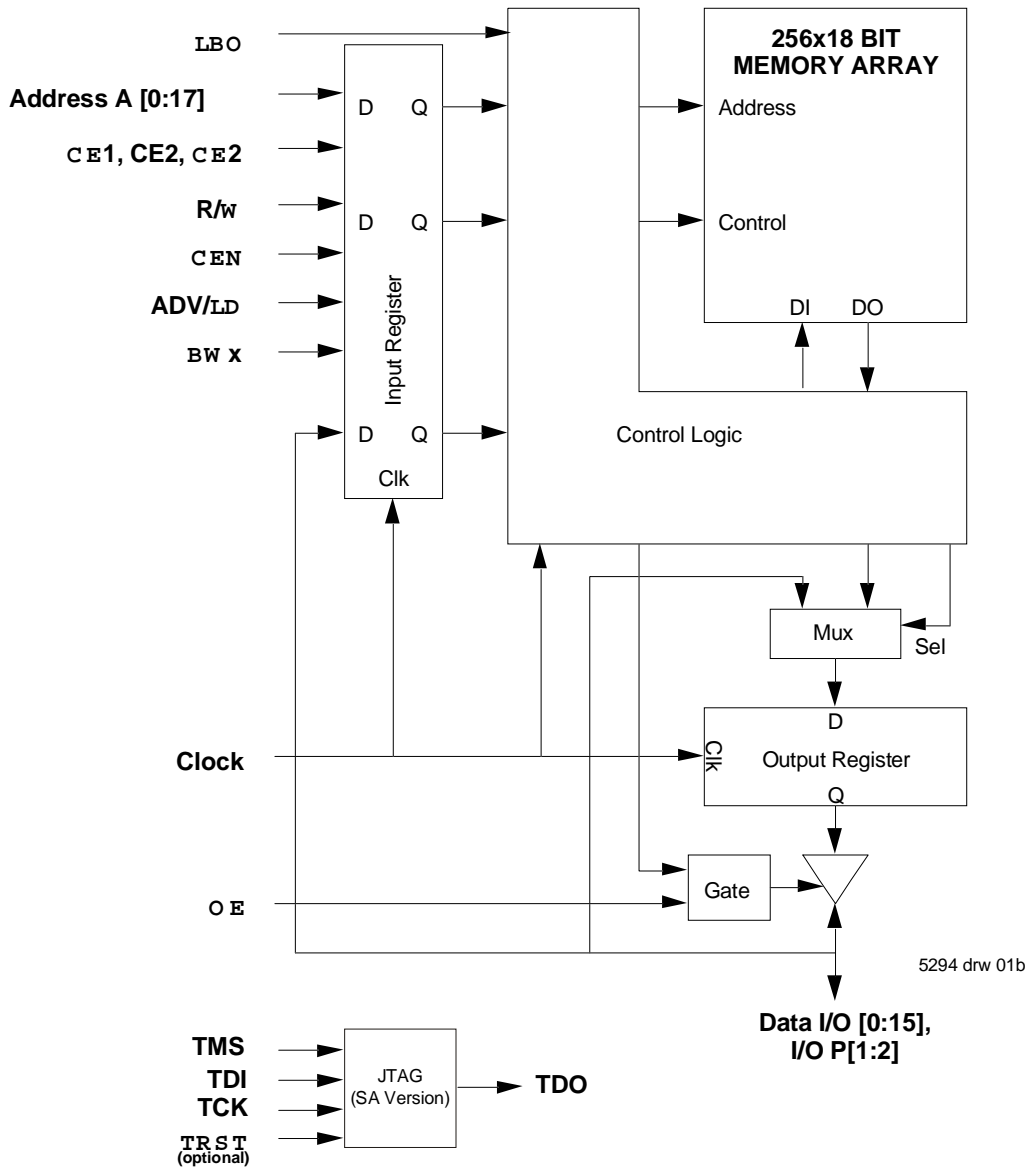 LBO
256x18 BIT
MEMORY ARRAY
Address A [0:17]
D Q
Address
CE1, CE2, CE2
R/W
D Q
Control
CEN
ADV/LD
Input Register
DI DO
BW x
D Q
Control Logic
Clk
Mux
Sel
D
Clock
Clk
Output Register
Q
Gate
OE
5294 drw 01b
Data I/O [0:15],
I/O P[1:2]
TMS
TDI
TCK
TRST
(optional)
JTAG
(SA Version)
TDO